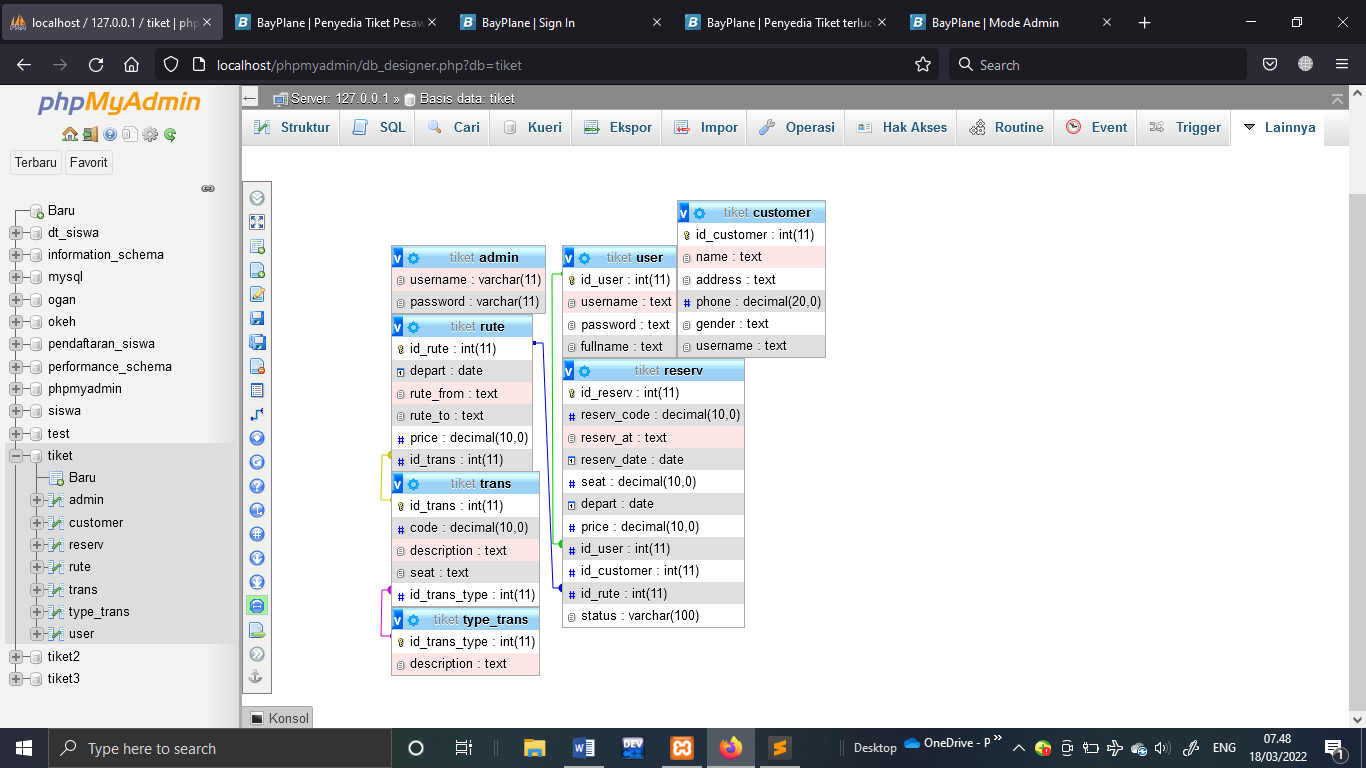 localhost / 127.0.0.1 / tiket | php
BayPlane | Penyedia Tiket Pesaw
BayPlane | Sign In
BayPlane | Penyedia Tiket terluc
BayPlane | Mode Admin
localhost/phpmyadmin/db_designer.php?db=tiket
Search
phpMyAdmin
Server: 127.0.0.1 » Basis data: tiket
Struktur
SQL
Cari
Kueri
Ekspor
Impor
Operasi
Hak Akses
Routine
Event
Trigger
Lainnya
Terbaru
Favorit
Baru
dt_siswa
information_schema
mysql
ogan
okeh
pendaftaran_siswa
performance_schema
phpmyadmin
siswa
test
tiket
Baru
admin
customer
reserv
rute
trans
type_trans
user
tiket2
tiket3
v tiket admin
username : varchar(11)
password : varchar(11)
v tiket rute
id_rute : int(11)
depart : date
rute_from : text
rute_to : text
# price : decimal(10,0)
# id_trans : int(11)
v tiket trans
id_trans : int(11)
# code : decimal(10,0)
description : text
seat : text
# id_trans_type : int(11)
v tiket type_trans
id_trans_type : int(11)
description : text
v tiket user
id_user : int(11)
username : text
password : text
fullname : text
v tiket customer
id_customer : int(11)
name : text
address : text
# phone : decimal(20,0)
gender : text
username : text
v tiket reserv
id_reserv : int(11)
# reserv_code : decimal(10,0)
reserv_at : text
reserv_date : date
# seat : decimal(10,0)
depart : date
# price : decimal(10,0)
# id_user : int(11)
# id_customer : int(11)
# id_rute : int(11)
status : varchar(100)
Konsol
Type here to search
DEV C++
Desktop
OneDrive - P
ENG
07.48
18/03/2022
1